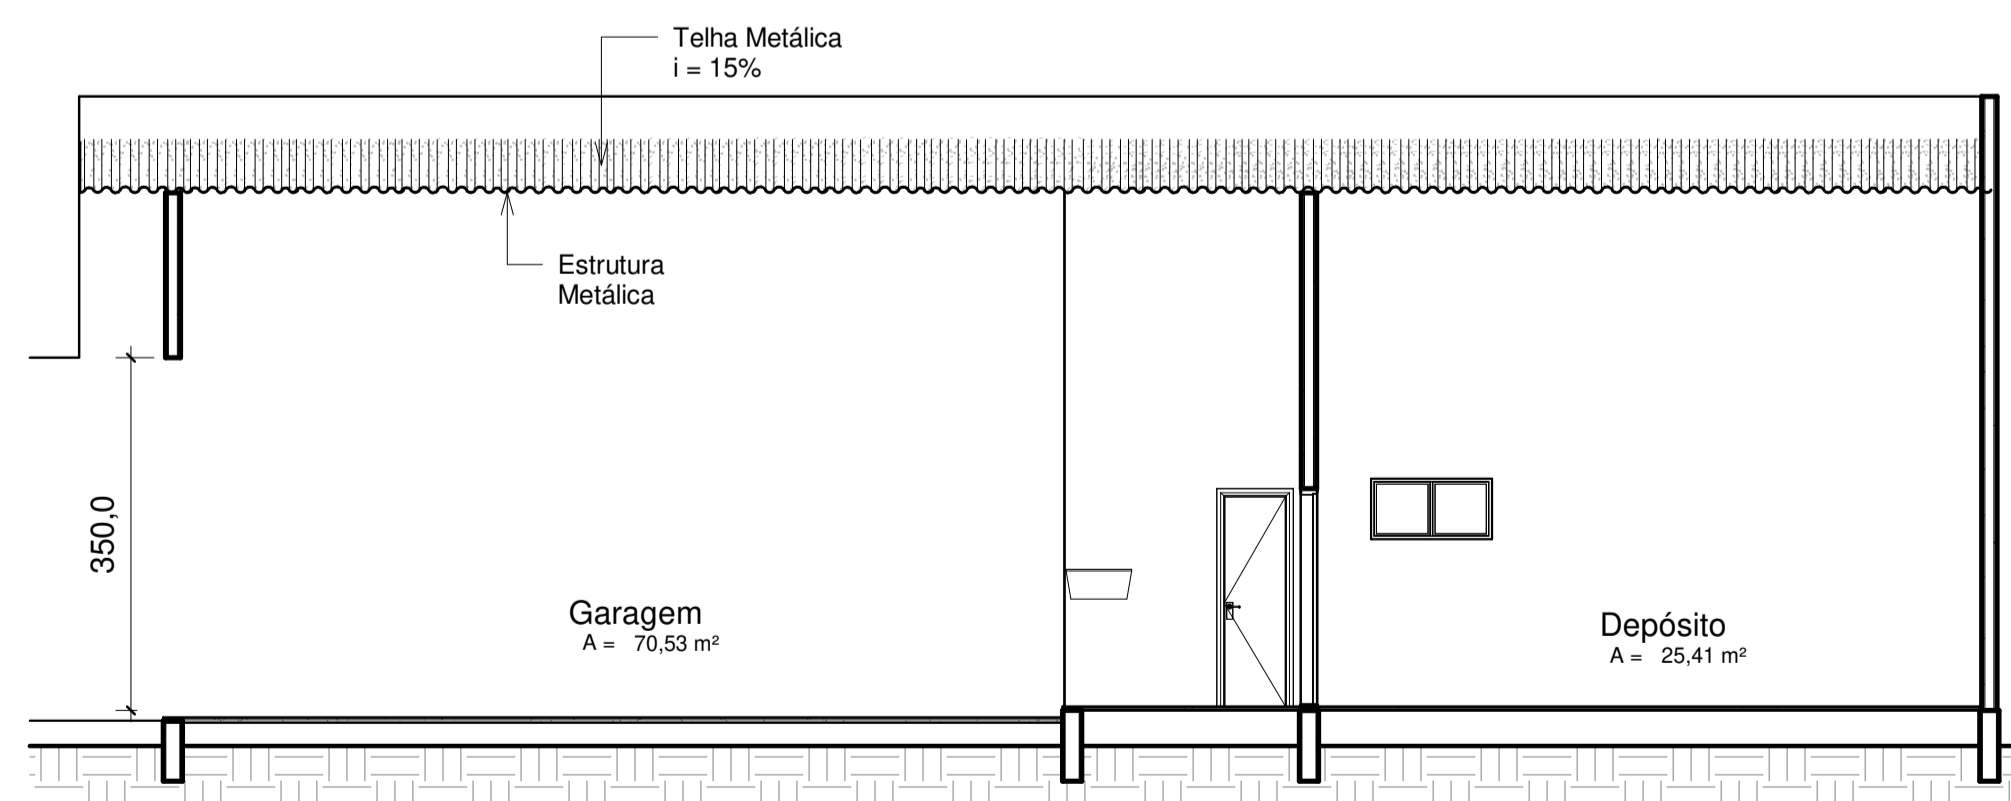 Telha Metálica
i = 15%
Estrutura
Metálica
350,0
Garagem
A = 70,53 m²
Depósito
A = 25,41 m²